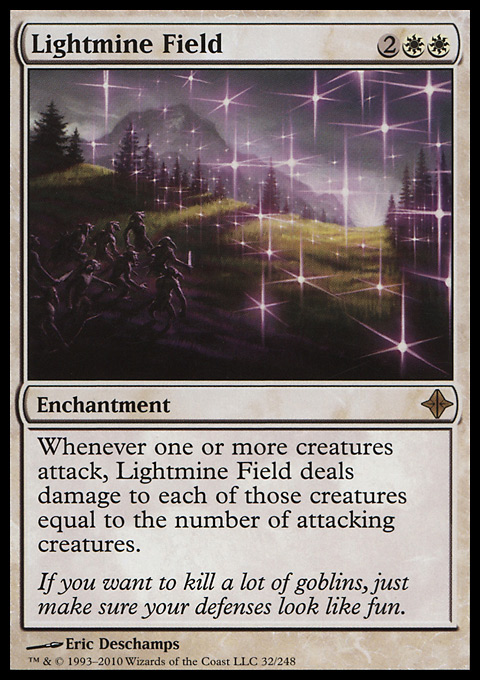 Lightmine Field 2
Enchantment
Whenever one or more creatures
attack, Lightmine Field deals
damage to each of those creatures
equal to the number of attacking
creatures.
If you want to kill a lot of goblins, just
make sure your defenses look like fun.
Eric Deschamps
™ & © 1993–2010 Wizards of the Coast LLC 32/248